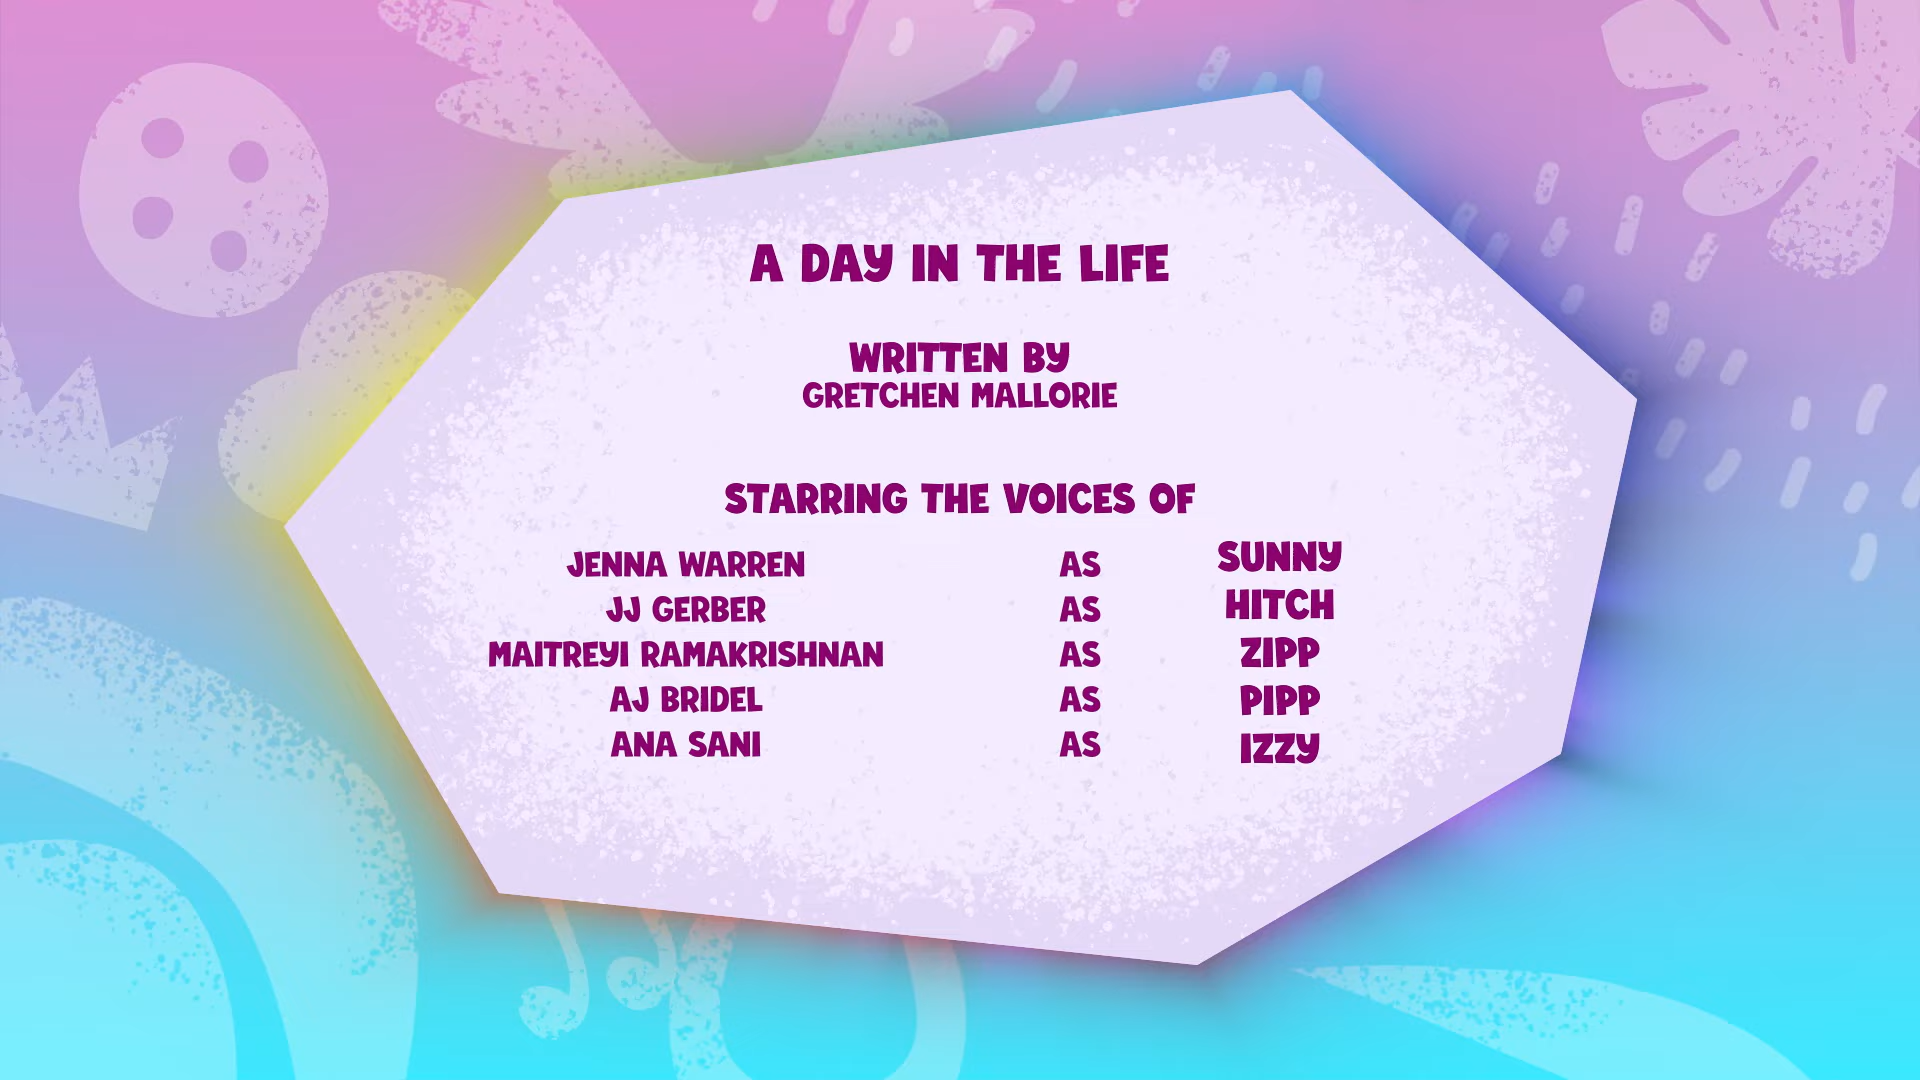 A DAY IN THE LIFE
WRITTEN BY
GRETCHEN MALLORIE
STARRING THE VOICES OF
JENNA WARREN AS SUNNY
JJ GERBER AS HITCH
MAITREYI RAMAKRISHNAN AS ZIPP
AJ BRIDEL AS PIPP
ANA SANI AS IZZY